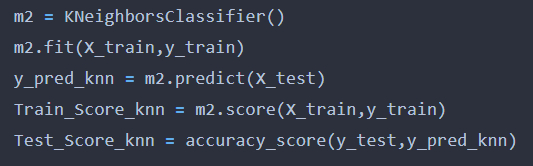 m2 = KNeighborsClassifier()
m2.fit(X_train,y_train)
y_pred_knn = m2.predict(X_test)
Train_Score_knn = m2.score(X_train,y_train)
Test_Score_knn = accuracy_score(y_test,y_pred_knn)